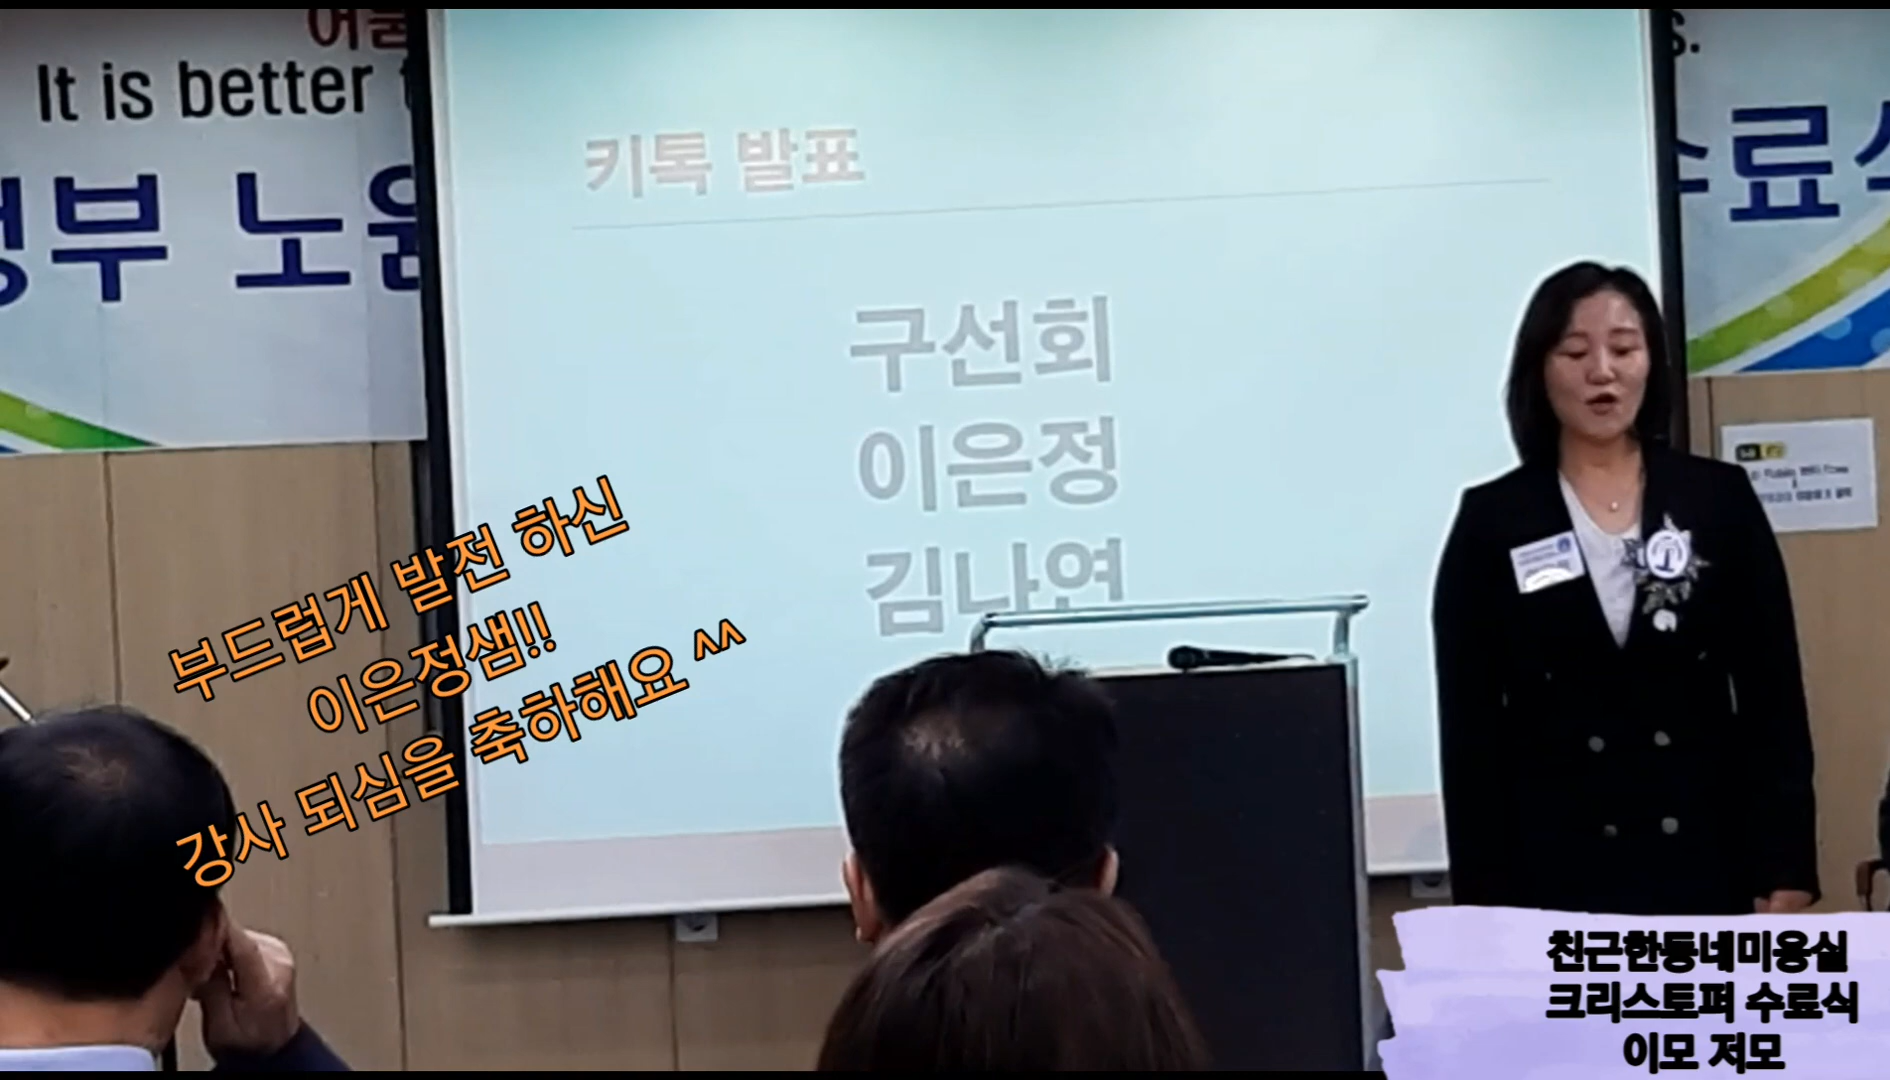 It is better
부 노원
수료식
키톡 발표
구선회
이은정
김나연
부드럽게 발전 하신
이은정샘!!
강사 되심을 축하해요 ^^
친근한동네미용실
크리스토퍼 수료식
이모 저모